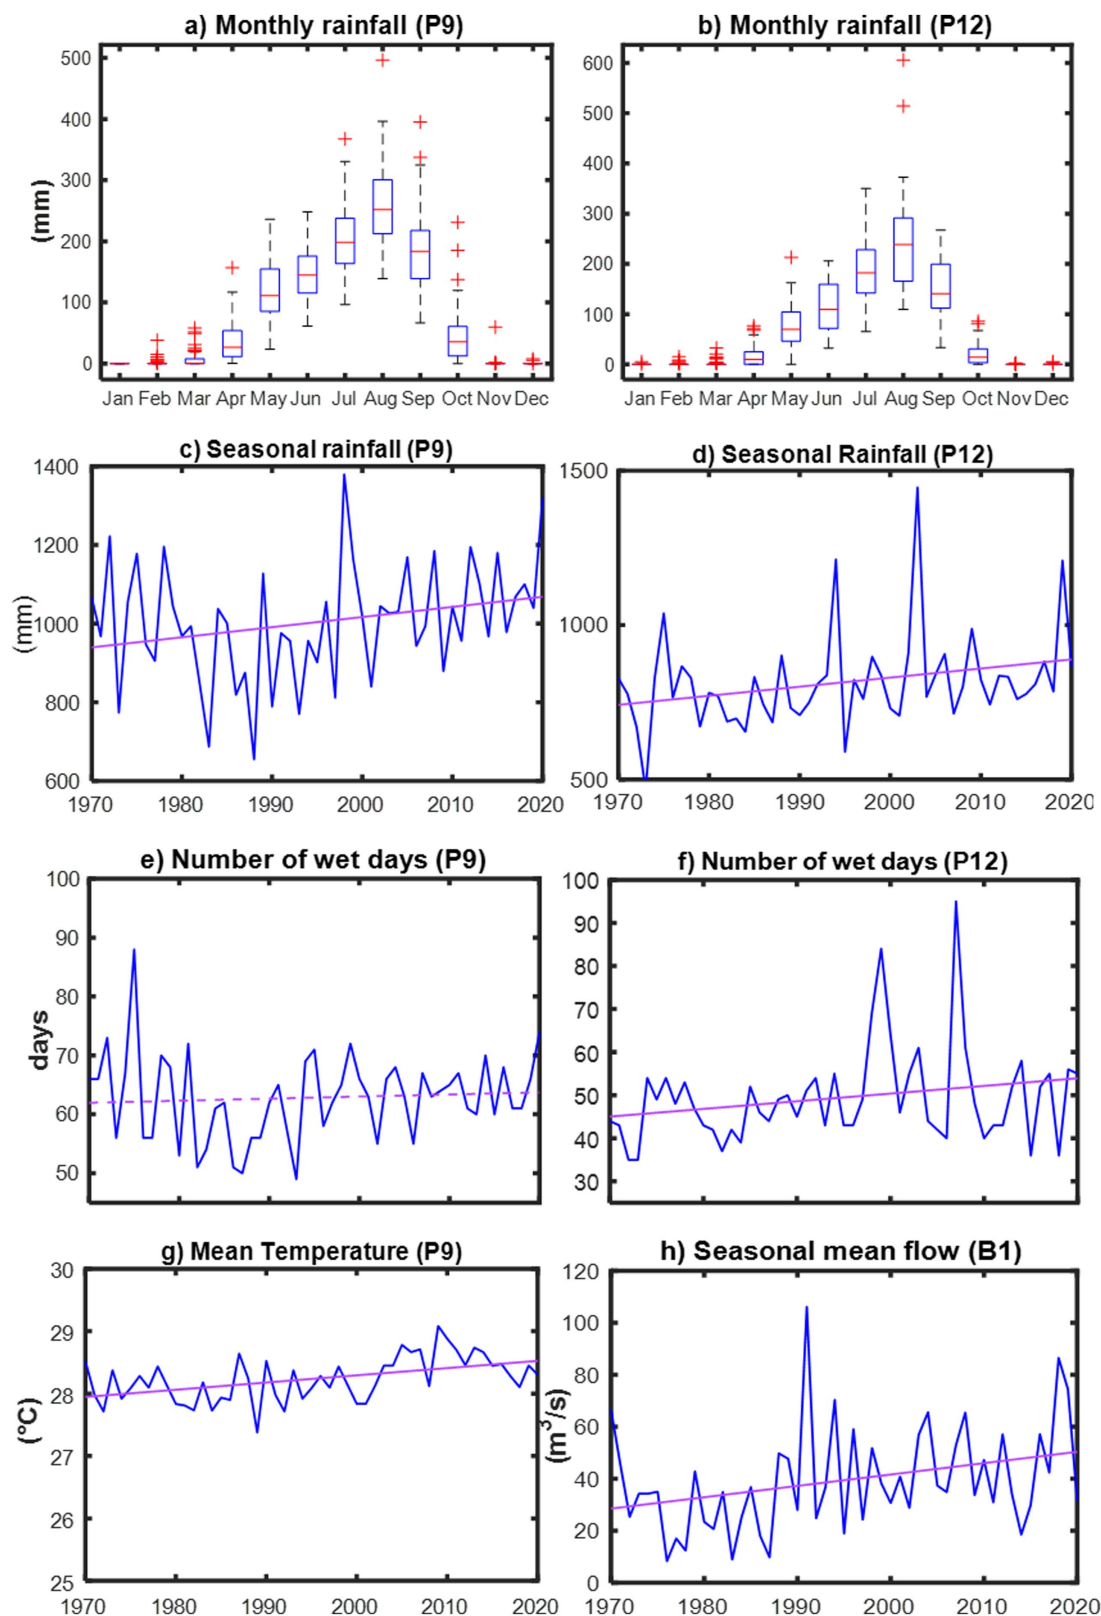 a) Monthly rainfall (P9)
b) Monthly rainfall (P12)
500
400
300
200
100
0
(mm)
Jan Feb Mar Apr May Jun Jul Aug Sep Oct Nov Dec
600
500
400
300
200
100
0
Jan Feb Mar Apr May Jun Jul Aug Sep Oct Nov Dec
c) Seasonal rainfall (P9)
1400
1200
1000
800
600
(mm)
1970 1980 1990 2000 2010 2020
d) Seasonal Rainfall (P12)
1500
1000
500
1970 1980 1990 2000 2010 2020
e) Number of wet days (P9)
100
90
80
70
60
50
days
f) Number of wet days (P12)
100
90
80
70
60
50
40
30
g) Mean Temperature (P9)
30
29
28
27
26
25
(°C)
1970 1980 1990 2000 2010 2020
h) Seasonal mean flow (B1)
120
100
80
60
40
20
0
(m³/s)
1970 1980 1990 2000 2010 2020